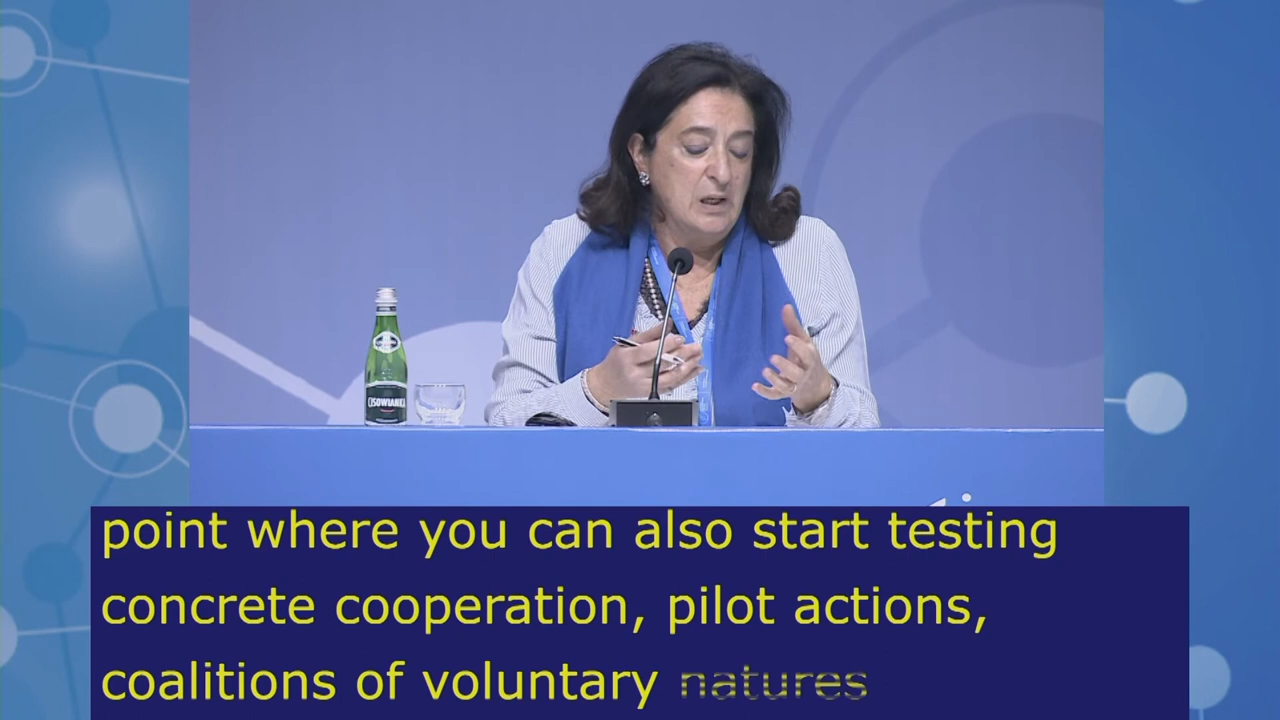 CISOWIANKA
point where you can also start testing
concrete cooperation, pilot actions,
coalitions of voluntary natures